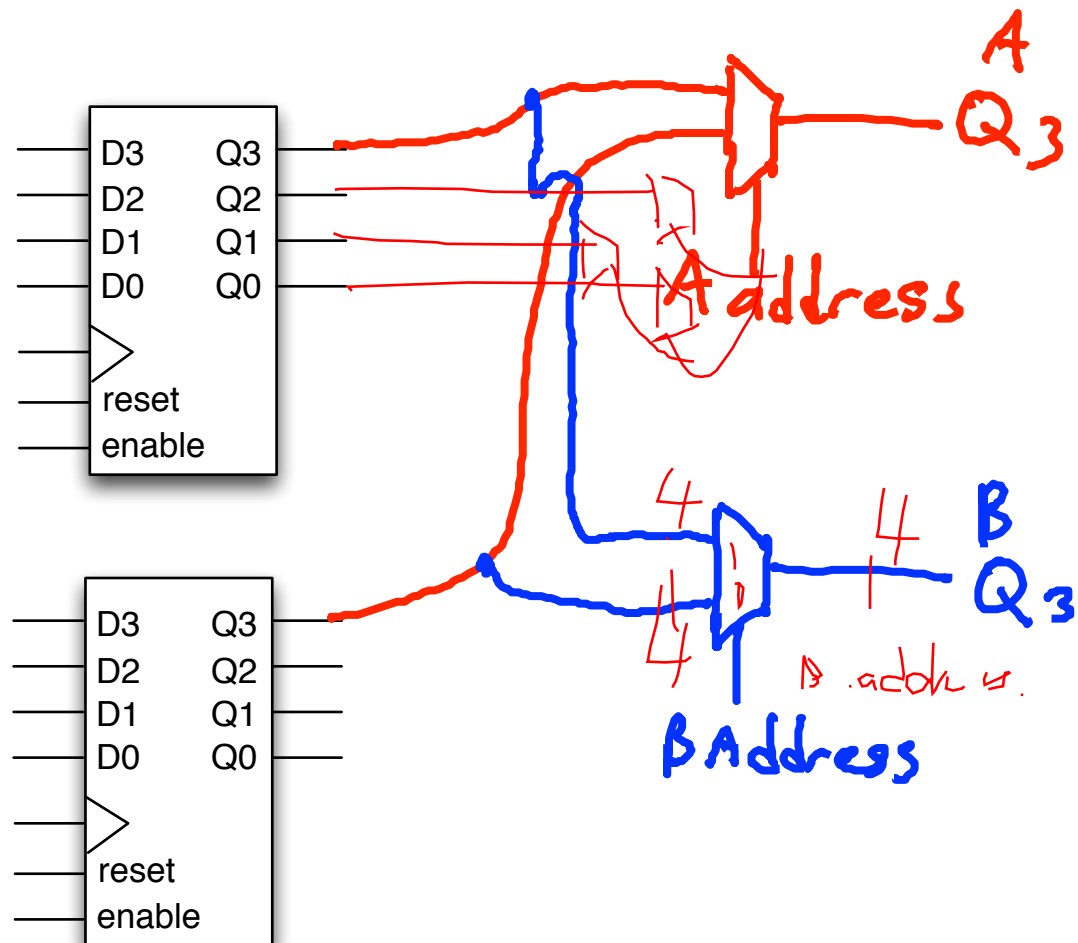 A
Q3
D3 Q3
D2 Q2
D1 Q1
D0 Q0
A address
reset
enable
4
4
B
Q3
4
D3 Q3
D2 Q2
D1 Q1
D0 Q0
B Address
reset
enable